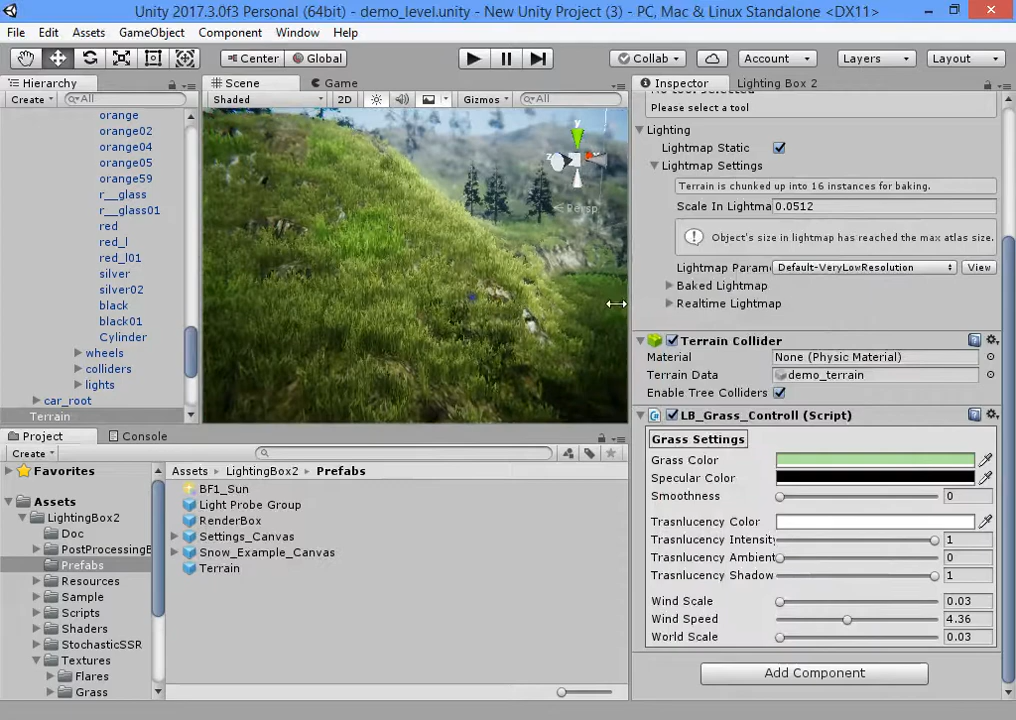 Unity 2017.3.0f3 Personal (64bit) - demo_level.unity - New Unity Project (3) - PC, Mac & Linux Standalone <DX11>
File Edit Assets GameObject Component Window Help
Center Global Collab Account Layers Layout
Hierarchy
Create All
orange
orange02
orange04
orange05
orange59
r__glass
r__glass01
red
red_l
red_l01
silver
silver02
black
black01
Cylinder
wheels
colliders
lights
car_root
Terrain
Scene Game
Shaded 2D Gizmos All
y
z
Persp
Project Console
Create
Favorites
Assets
LightingBox2
Doc
PostProcessingB
Prefabs
Resources
Sample
Scripts
Shaders
StochasticSSR
Textures
Flares
Grass
Assets LightingBox2 Prefabs
BF1_Sun
Light Probe Group
RenderBox
Settings_Canvas
Snow_Example_Canvas
Terrain
Inspector Lighting Box 2
Please select a tool
Lighting
Lightmap Static
Lightmap Settings
Terrain is chunked up into 16 instances for baking.
Scale In Lightma 0.0512
Object's size in lightmap has reached the max atlas size.
Lightmap Param Default-VeryLowResolution View
Baked Lightmap
Realtime Lightmap
Terrain Collider
Material None (Physic Material)
Terrain Data demo_terrain
Enable Tree Colliders
LB_Grass_Controll (Script)
Grass Settings
Grass Color
Specular Color
Smoothness 0
Trasnlucency Color
Trasnlucency Intensity 1
Trasnlucency Ambient 0
Trasnlucency Shadow 1
Wind Scale 0.03
Wind Speed 4.36
World Scale 0.03
Add Component